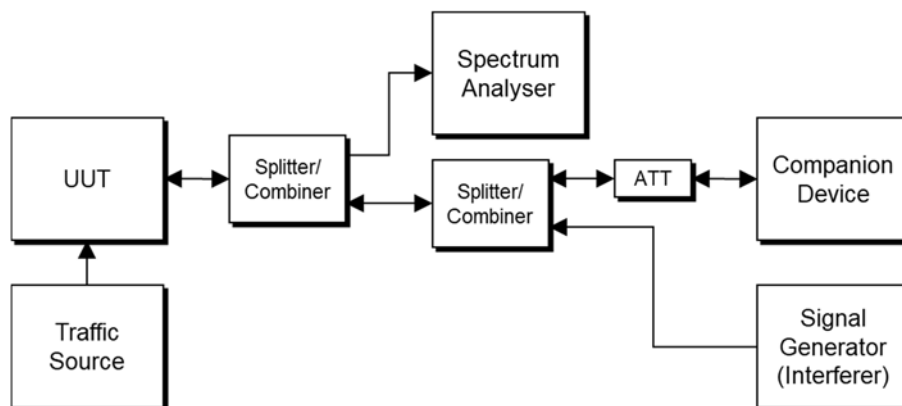 Spectrum
Analyser
UUT
Splitter/
Combiner
Splitter/
Combiner
ATT
Companion
Device
Traffic
Source
Signal
Generator
(Interferer)